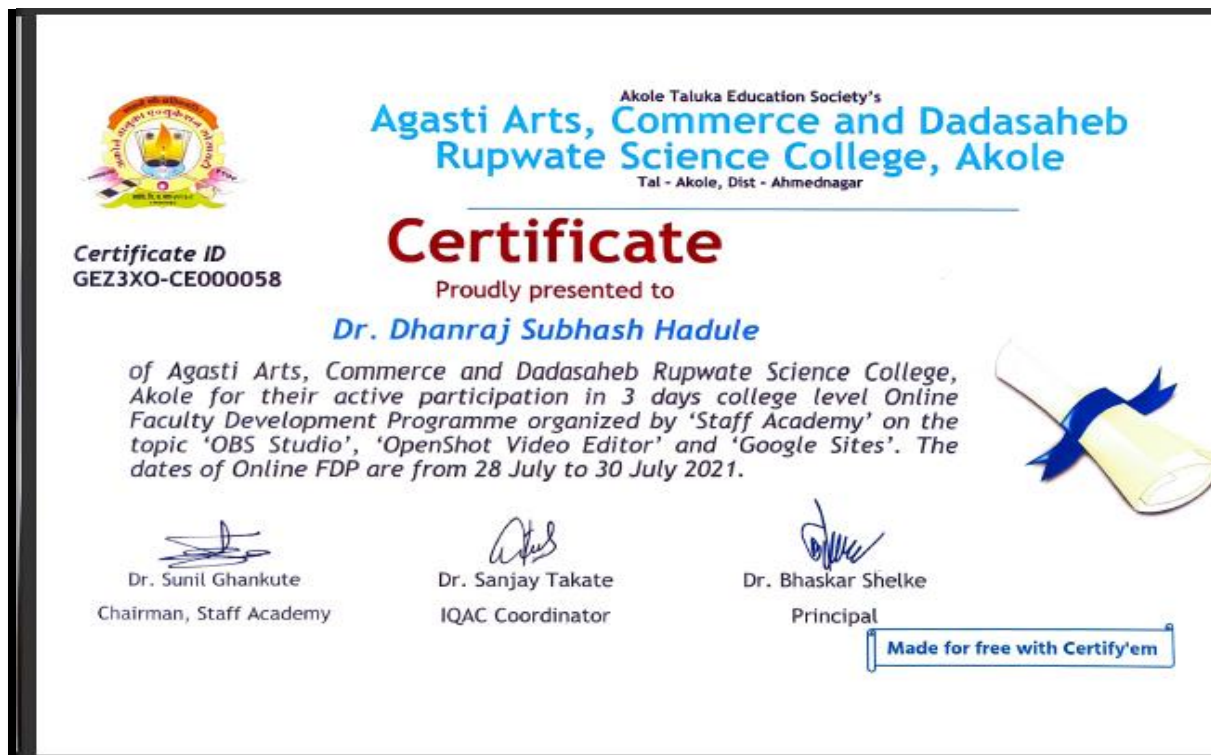 Akole Taluka Education Society's
Agasti Arts, Commerce and Dadasaheb
Rupwate Science College, Akole
Tal - Akole, Dist - Ahmednagar
Certificate ID
GEZ3XO-CE000058
Certificate
Proudly presented to
Dr. Dhanraj Subhash Hadule
of Agasti Arts, Commerce and Dadasaheb Rupwate Science College,
Akole for their active participation in 3 days college level Online
Faculty Development Programme organized by ‘Staff Academy’ on the
topic ‘OBS Studio’, ‘OpenShot Video Editor’ and ‘Google Sites’. The
dates of Online FDP are from 28 July to 30 July 2021.
Dr. Sunil Ghankute
Dr. Sanjay Takate
Dr. Bhaskar Shelke
Chairman, Staff Academy
IQAC Coordinator
Principal
Made for free with Certify'em